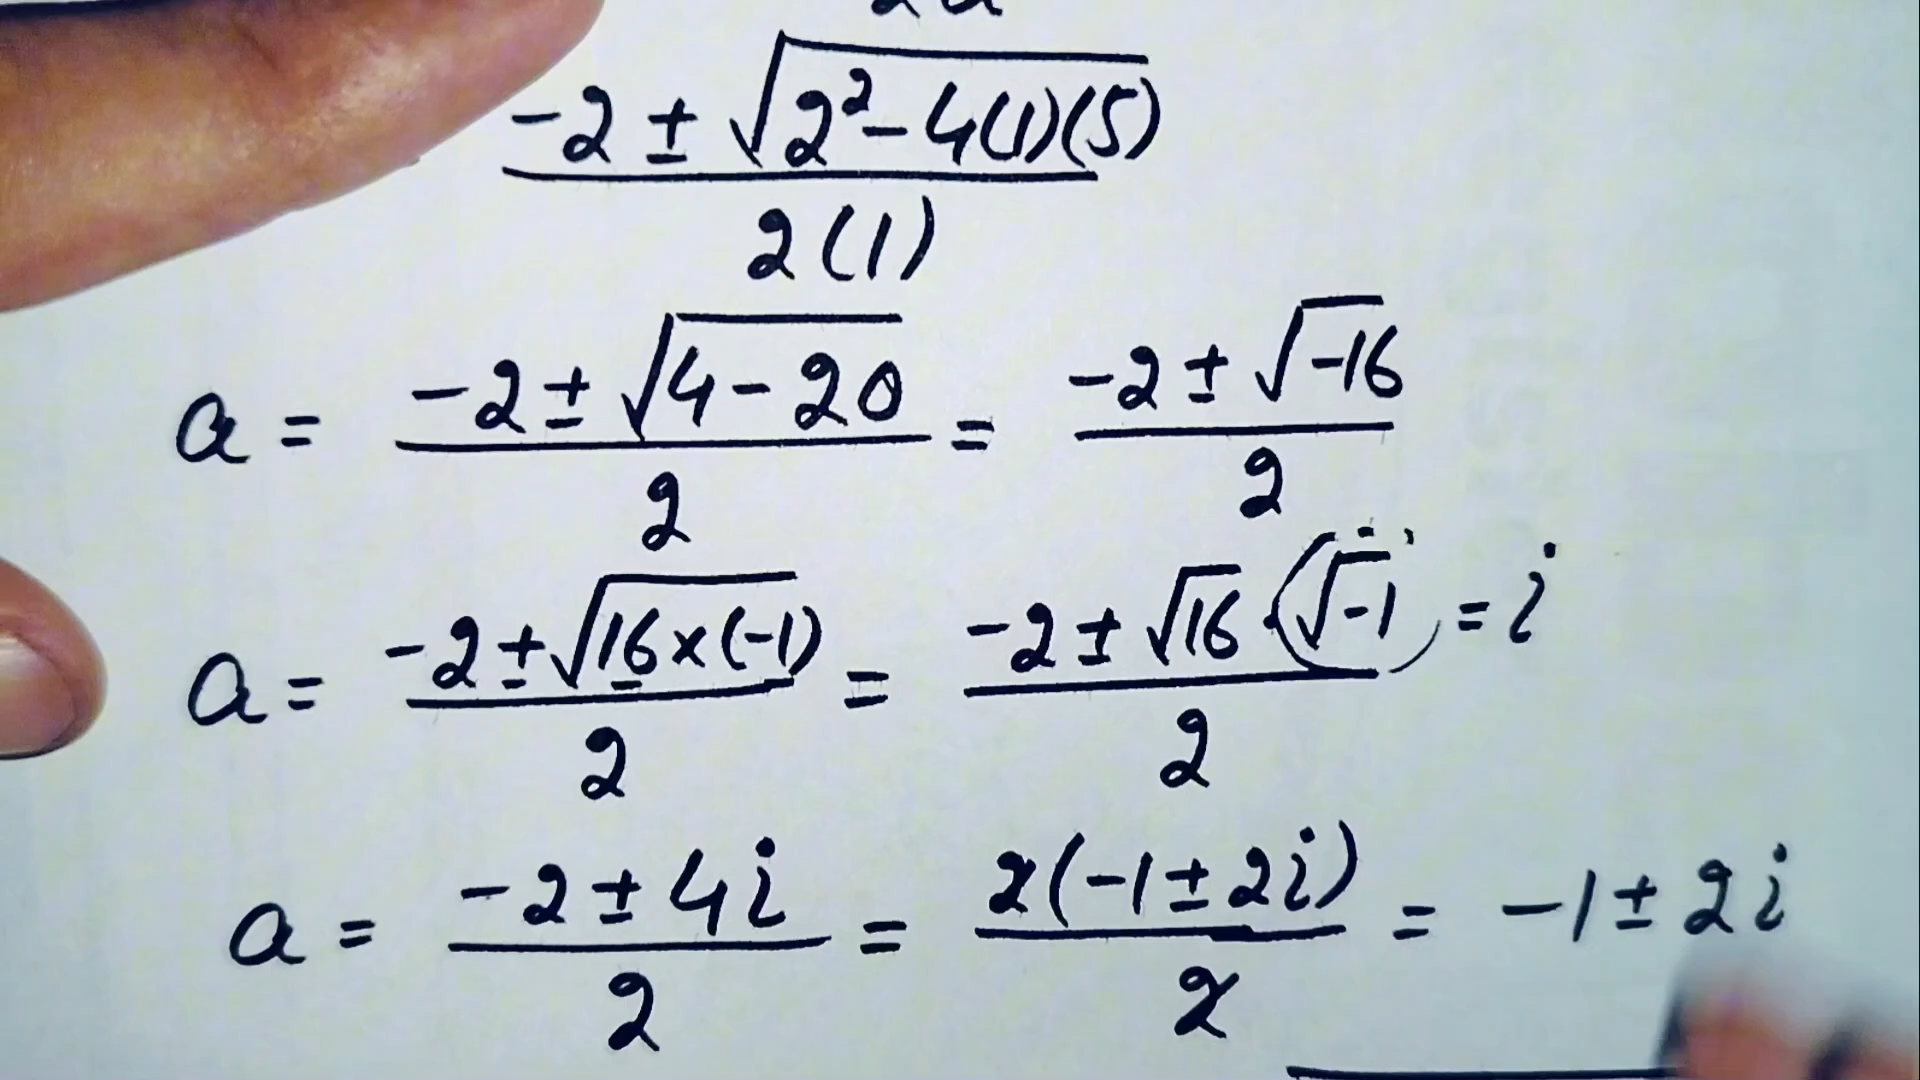 -2 ± √2² - 4(1)(5)
2(1)
a = -2 ± √4 - 20 / 2 = -2 ± √-16 / 2
a = -2 ± √16 × (-1) / 2 = -2 ± √16 · (√-1) / 2 = i
a = -2 ± 4i / 2 = 2(-1 ± 2i) / 2 = -1 ± 2i